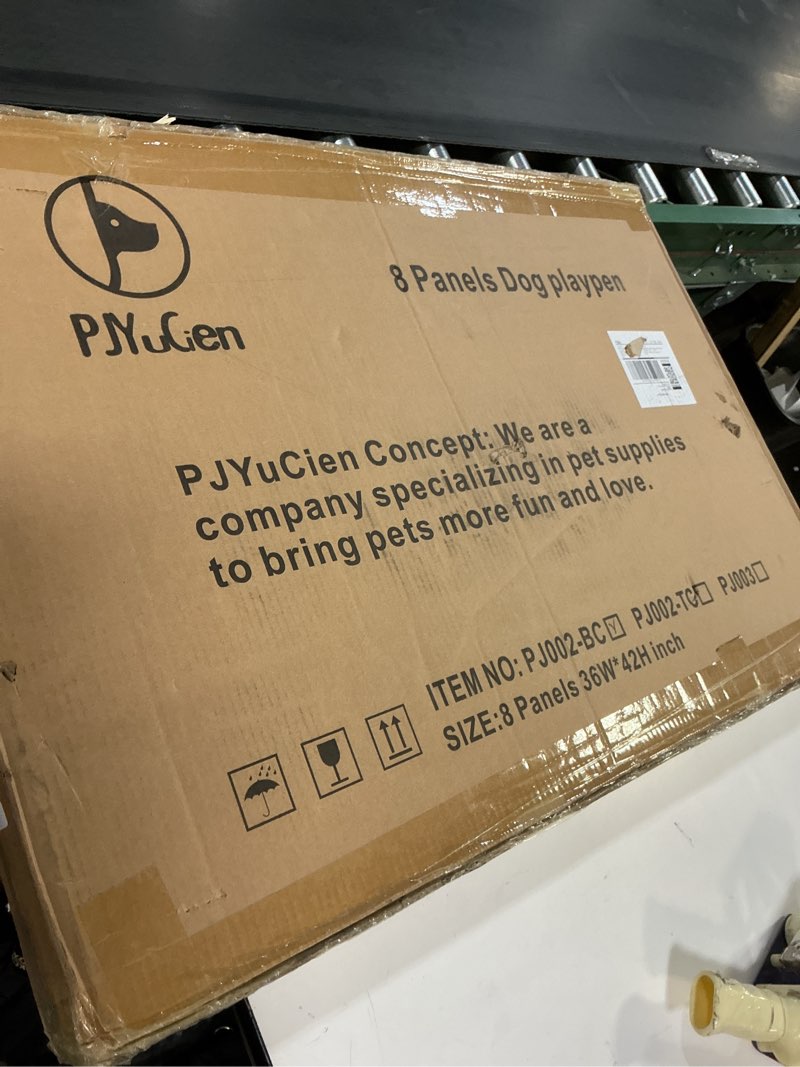 PJYuCien
8 Panels Dog playpen
PJYuCien Concept: We are a
company specializing in pet supplies
to bring pets more fun and love.
ITEM NO: PJ002-BC☑ PJ002-TC☐ PJ003☐
SIZE:8 Panels 36W*42H inch